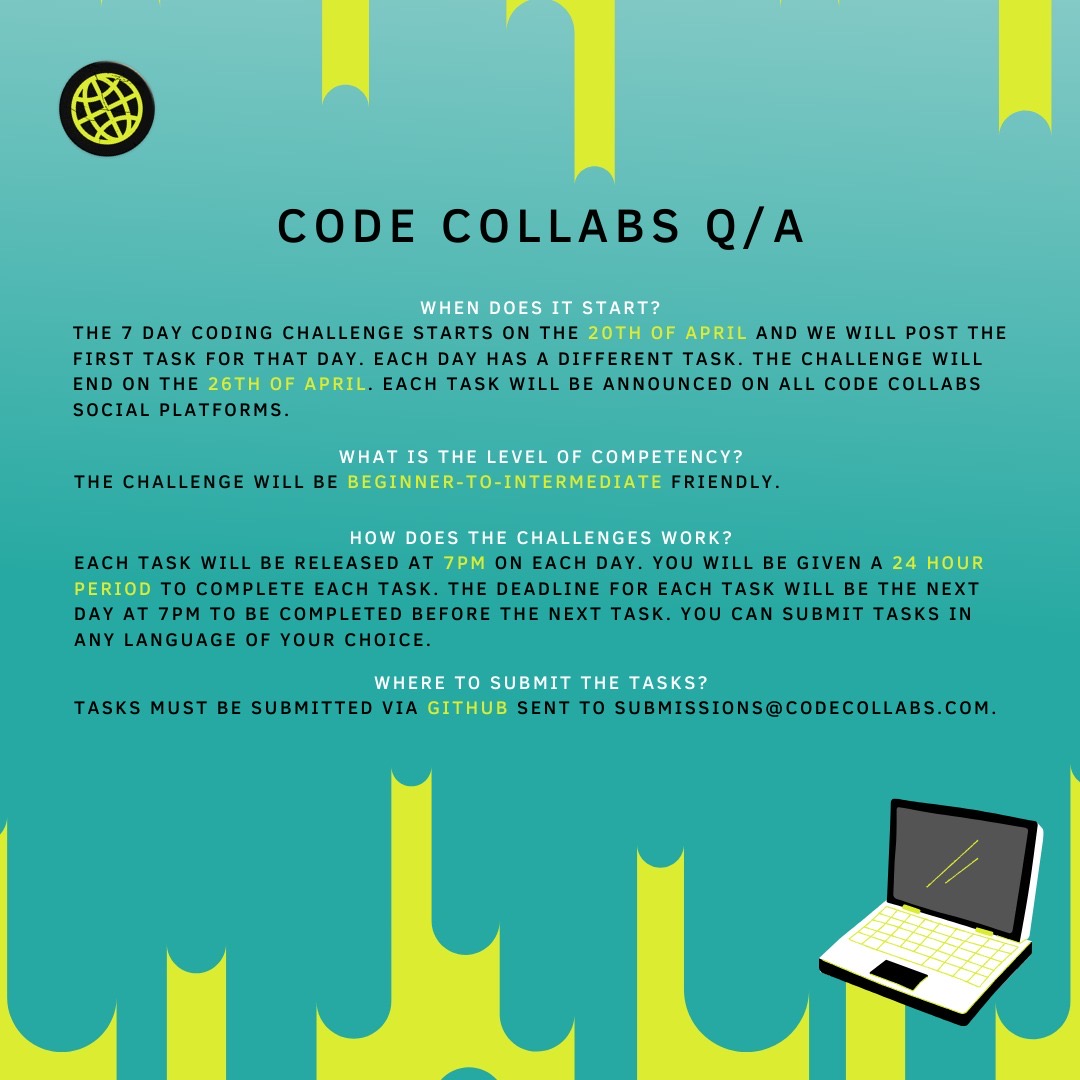 CODE COLLABS Q/A
WHEN DOES IT START?
THE 7 DAY CODING CHALLENGE STARTS ON THE 20TH OF APRIL AND WE WILL POST THE
FIRST TASK FOR THAT DAY. EACH DAY HAS A DIFFERENT TASK. THE CHALLENGE WILL
END ON THE 26TH OF APRIL. EACH TASK WILL BE ANNOUNCED ON ALL CODE COLLABS
SOCIAL PLATFORMS.
WHAT IS THE LEVEL OF COMPETENCY?
THE CHALLENGE WILL BE BEGINNER-TO-INTERMEDIATE FRIENDLY.
HOW DOES THE CHALLENGES WORK?
EACH TASK WILL BE RELEASED AT 7PM ON EACH DAY. YOU WILL BE GIVEN A 24 HOUR
PERIOD TO COMPLETE EACH TASK. THE DEADLINE FOR EACH TASK WILL BE THE NEXT
DAY AT 7PM TO BE COMPLETED BEFORE THE NEXT TASK. YOU CAN SUBMIT TASKS IN
ANY LANGUAGE OF YOUR CHOICE.
WHERE TO SUBMIT THE TASKS?
TASKS MUST BE SUBMITTED VIA GITHUB SENT TO SUBMISSIONS@CODECOLLABS.COM.